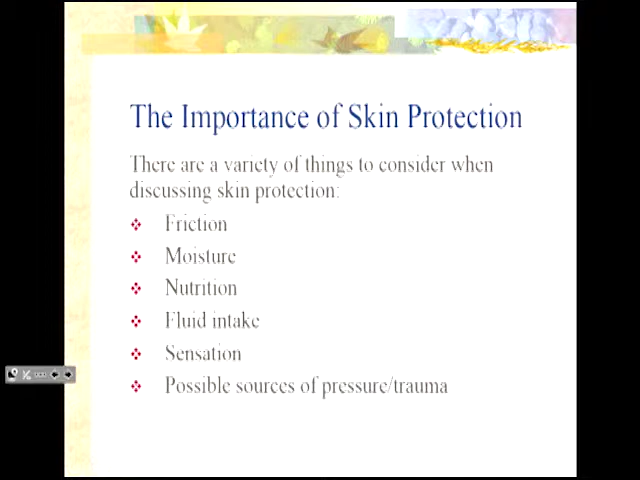 The Importance of Skin Protection
There are a variety of things to consider when
discussing skin protection:
Friction
Moisture
Nutrition
Fluid intake
Sensation
Possible sources of pressure/trauma